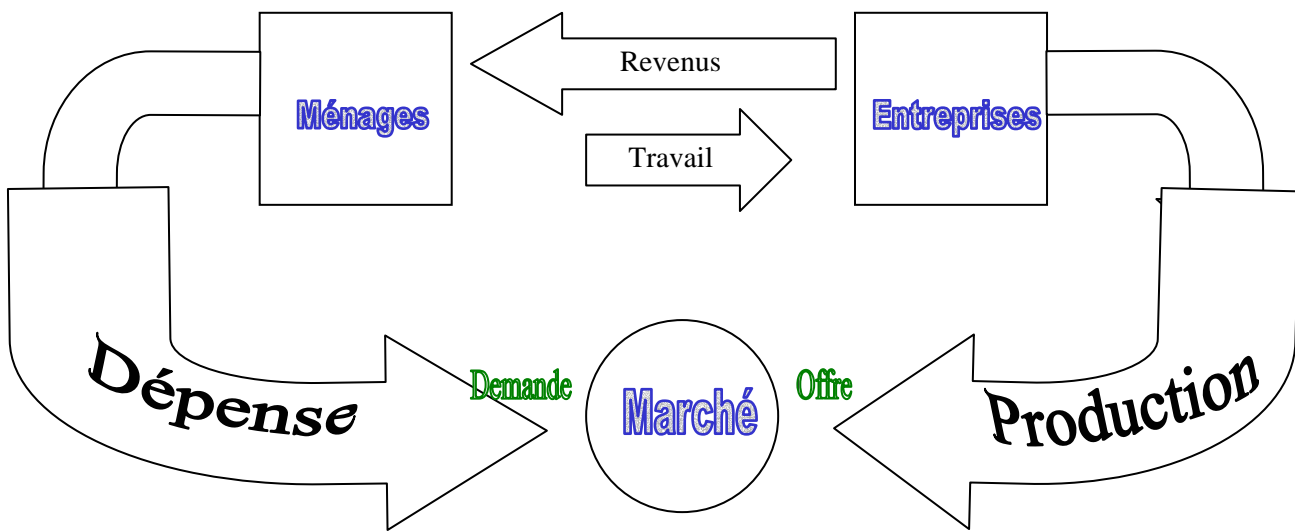 Revenus
Ménages
Entreprises
Travail
Dépense
Demande
Marché
Offre
Production